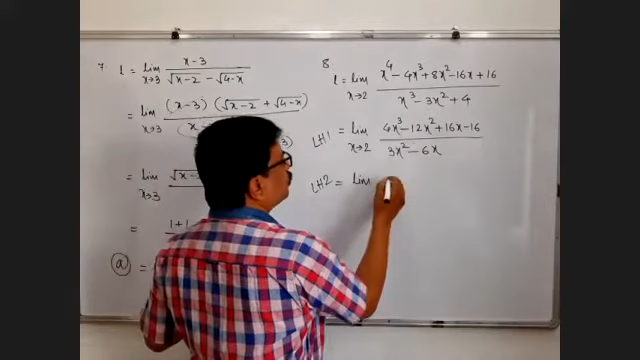 7 l = lim x→3 x-3 / √x-2 - √4-x
= lim x→3 (x-3) (√x-2 + √4-x) / (x
= lim x→3 √x-
= 1+1
ⓐ =
8
l = lim x→2 x⁴ - 4x³ + 8x² - 16x + 16 / x³ - 3x² + 4
LH1 = lim x→2 4x³ - 12x² + 16x - 16 / 3x² - 6x
LH2 = lim